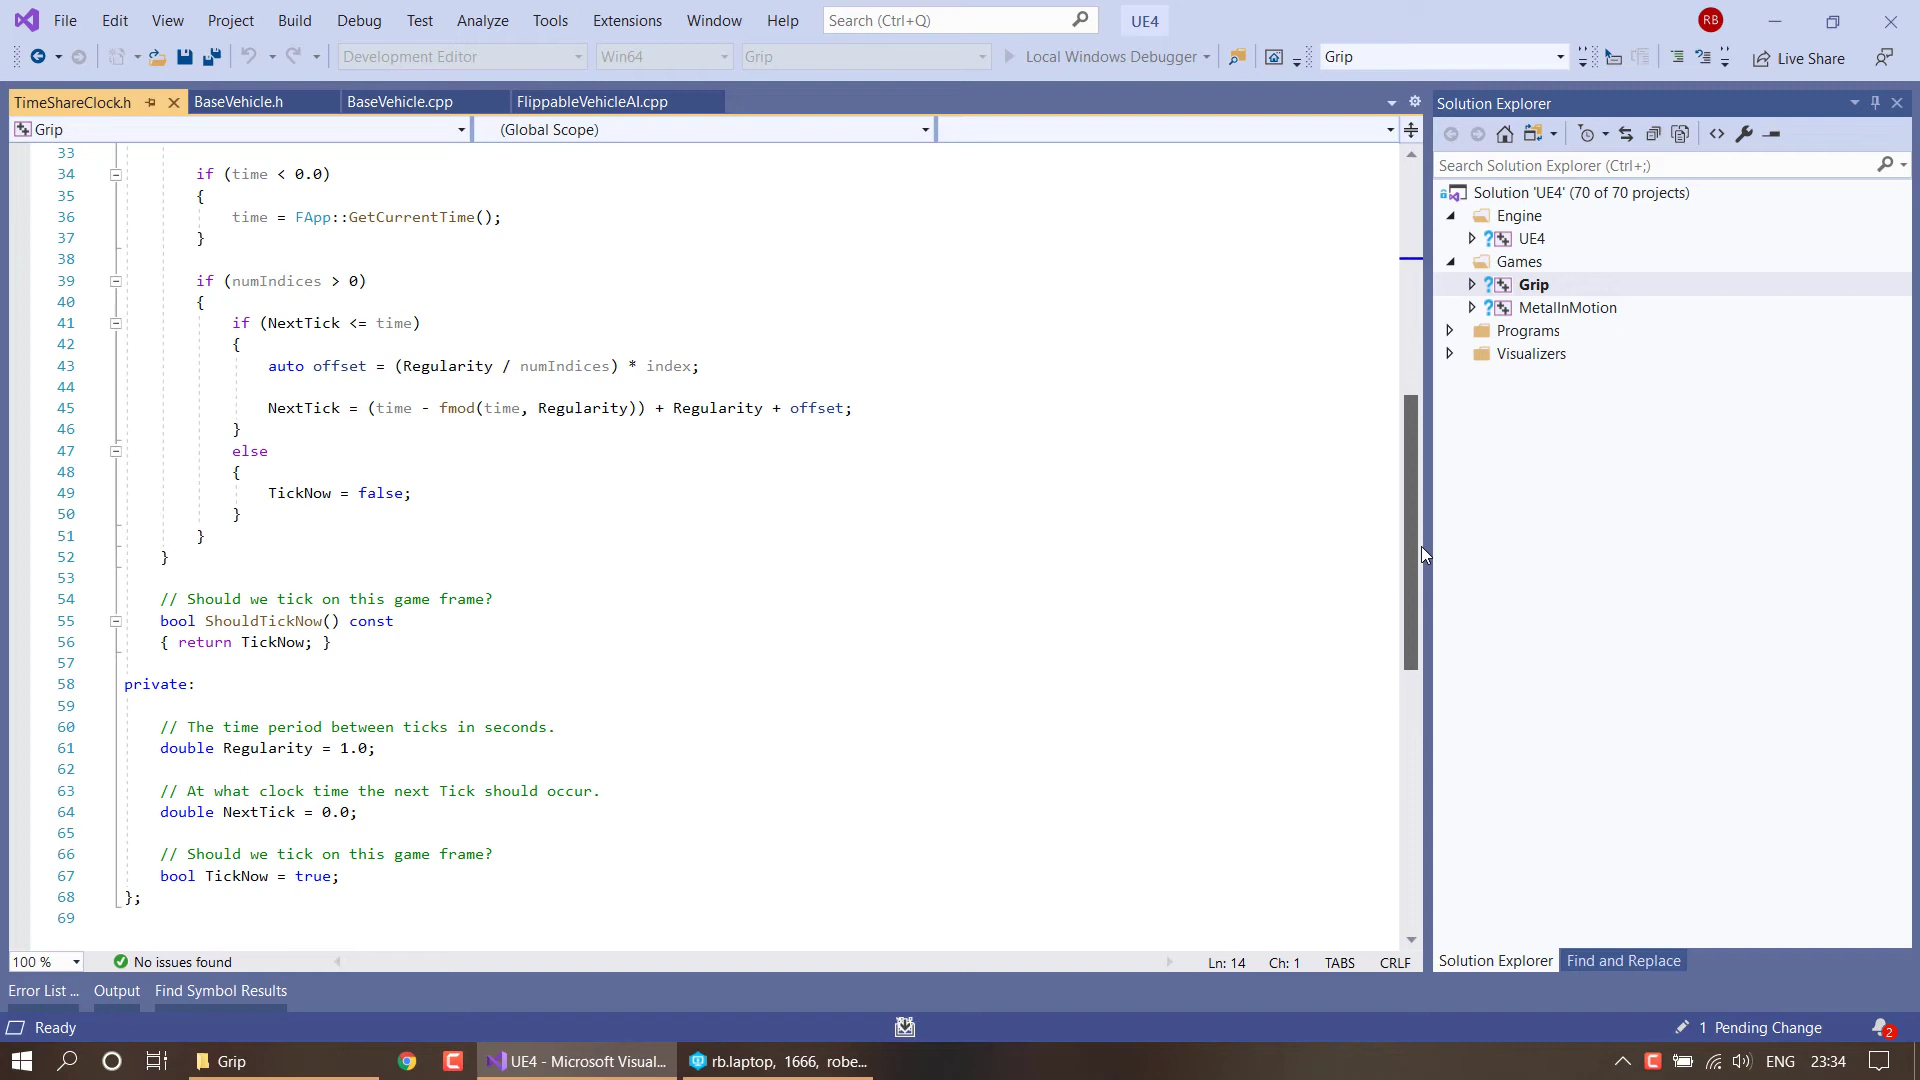 File Edit View Project Build Debug Test Analyze Tools Extensions Window Help Search (Ctrl+Q) UE4 RB
Development Editor Win64 Grip Local Windows Debugger Grip Live Share
TimeShareClock.h BaseVehicle.h BaseVehicle.cpp FlippableVehicleAI.cpp
Grip (Global Scope)
33
34 if (time < 0.0)
35 {
36 time = FApp::GetCurrentTime();
37 }
38
39 if (numIndices > 0)
40 {
41 if (NextTick <= time)
42 {
43 auto offset = (Regularity / numIndices) * index;
44
45 NextTick = (time - fmod(time, Regularity)) + Regularity + offset;
46 }
47 else
48 {
49 TickNow = false;
50 }
51 }
52 }
53
54 // Should we tick on this game frame?
55 bool ShouldTickNow() const
56 { return TickNow; }
57
58 private:
59
60 // The time period between ticks in seconds.
61 double Regularity = 1.0;
62
63 // At what clock time the next Tick should occur.
64 double NextTick = 0.0;
65
66 // Should we tick on this game frame?
67 bool TickNow = true;
68 };
69
100 % No issues found Ln: 14 Ch: 1 TABS CRLF
Solution Explorer
Search Solution Explorer (Ctrl+;)
Solution 'UE4' (70 of 70 projects)
Engine
UE4
Games
Grip
MetalInMotion
Programs
Visualizers
Solution Explorer Find and Replace
Error List ... Output Find Symbol Results
Ready 1 Pending Change 2
Grip UE4 - Microsoft Visual... rb.laptop, 1666, robe... ENG 23:34